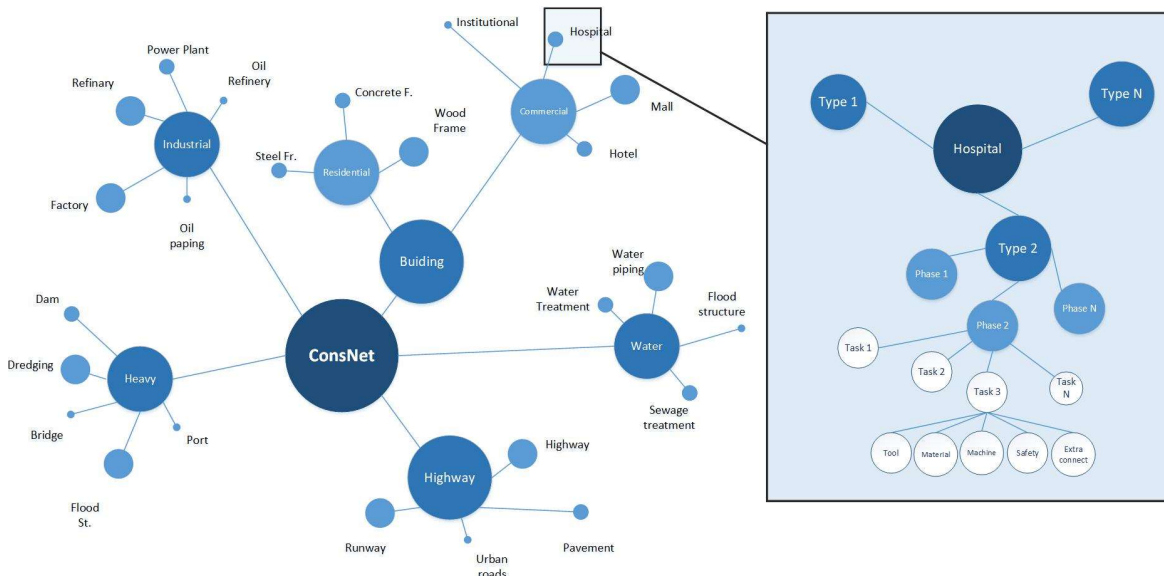 Institutional
Hospital
Power Plant
Oil
Refinery
Refinary
Industrial
Factory
Oil
paping
Concrete F.
Wood
Frame
Steel Fr.
Residential
Commercial
Mall
Hotel
Buiding
Water
piping
Water
Treatment
Flood
structure
Water
Sewage
treatment
ConsNet
Dam
Dredging
Heavy
Bridge
Port
Flood
St.
Highway
Highway
Runway
Urban
roads
Pavement
Type 1
Type N
Hospital
Type 2
Phase 1
Phase N
Phase 2
Task 1
Task 2
Task 3
Task
N
Tool
Material
Machine
Safety
Extra
connect